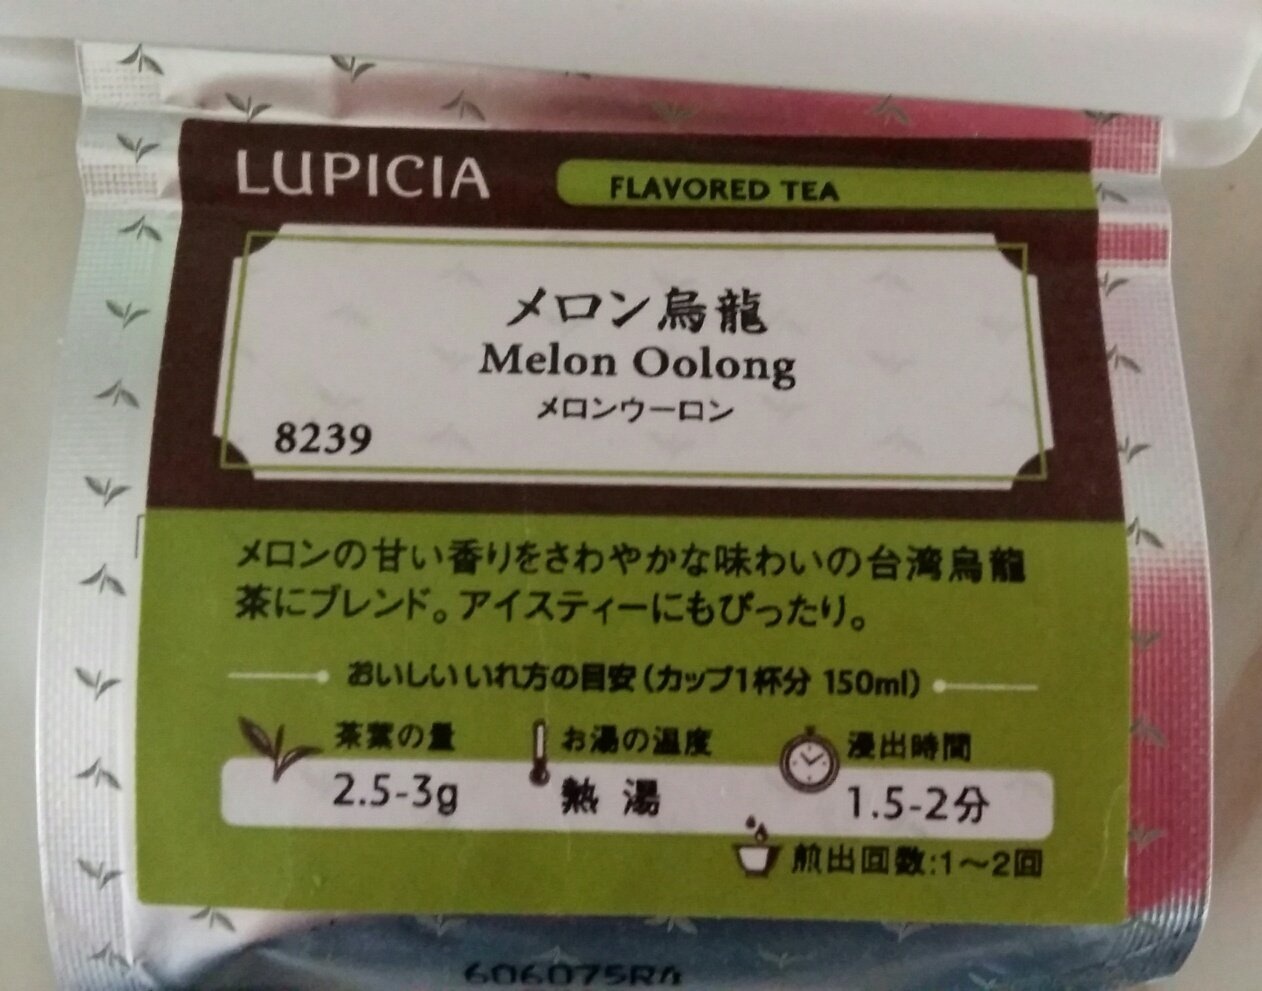 LUPICIA
FLAVORED TEA
メロン烏龍
Melon Oolong
メロンウーロン
8239
メロンの甘い香りをさわやかな味わいの台湾烏龍
茶にブレンド。アイスティーにもぴったり。
おいしいいれ方の目安(カップ1杯分 150ml)
茶葉の量
お湯の温度
浸出時間
2.5-3g
熱 湯
1.5-2分
煎出回数:1～2回
606075R4